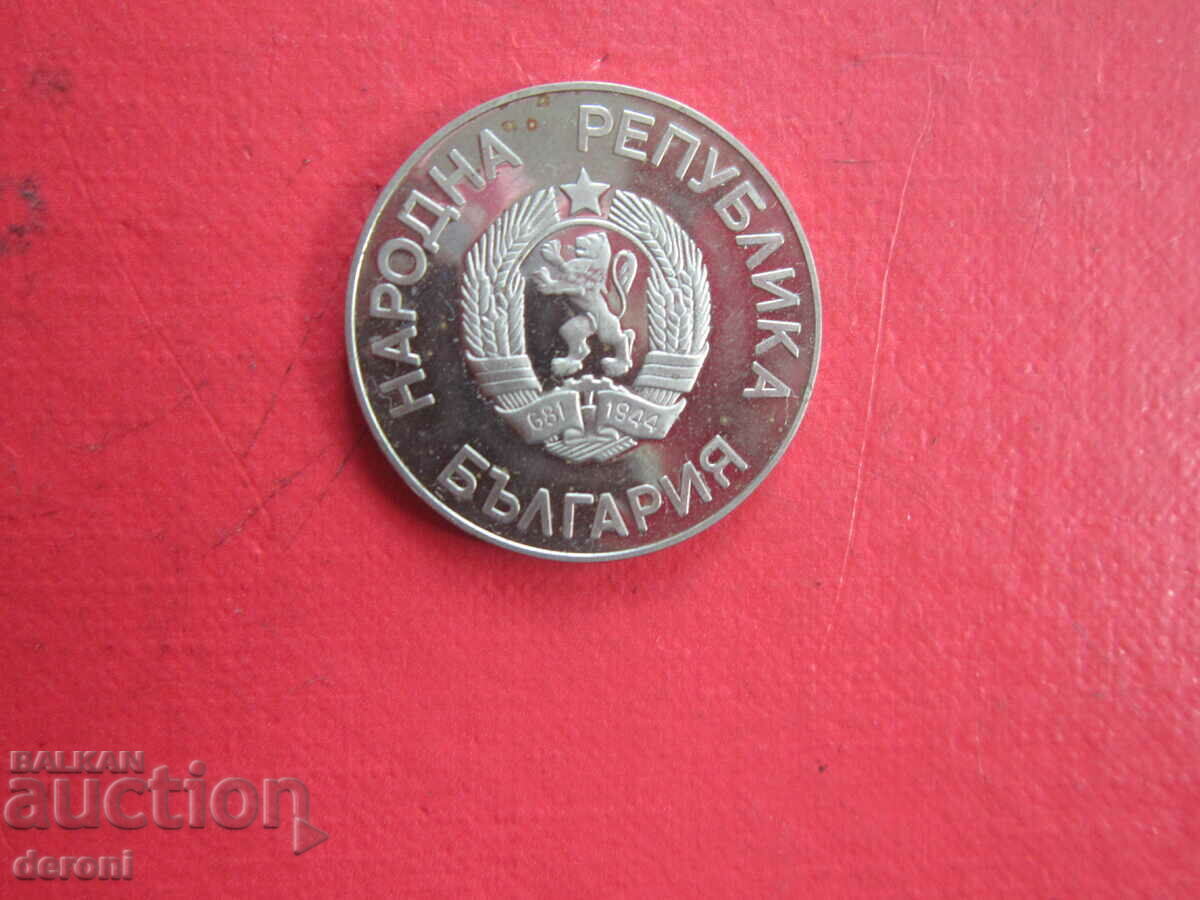 НАРОДНА РЕПУБЛИКА
БЪЛГАРИЯ
681 1944
BALKAN
auction
deroni